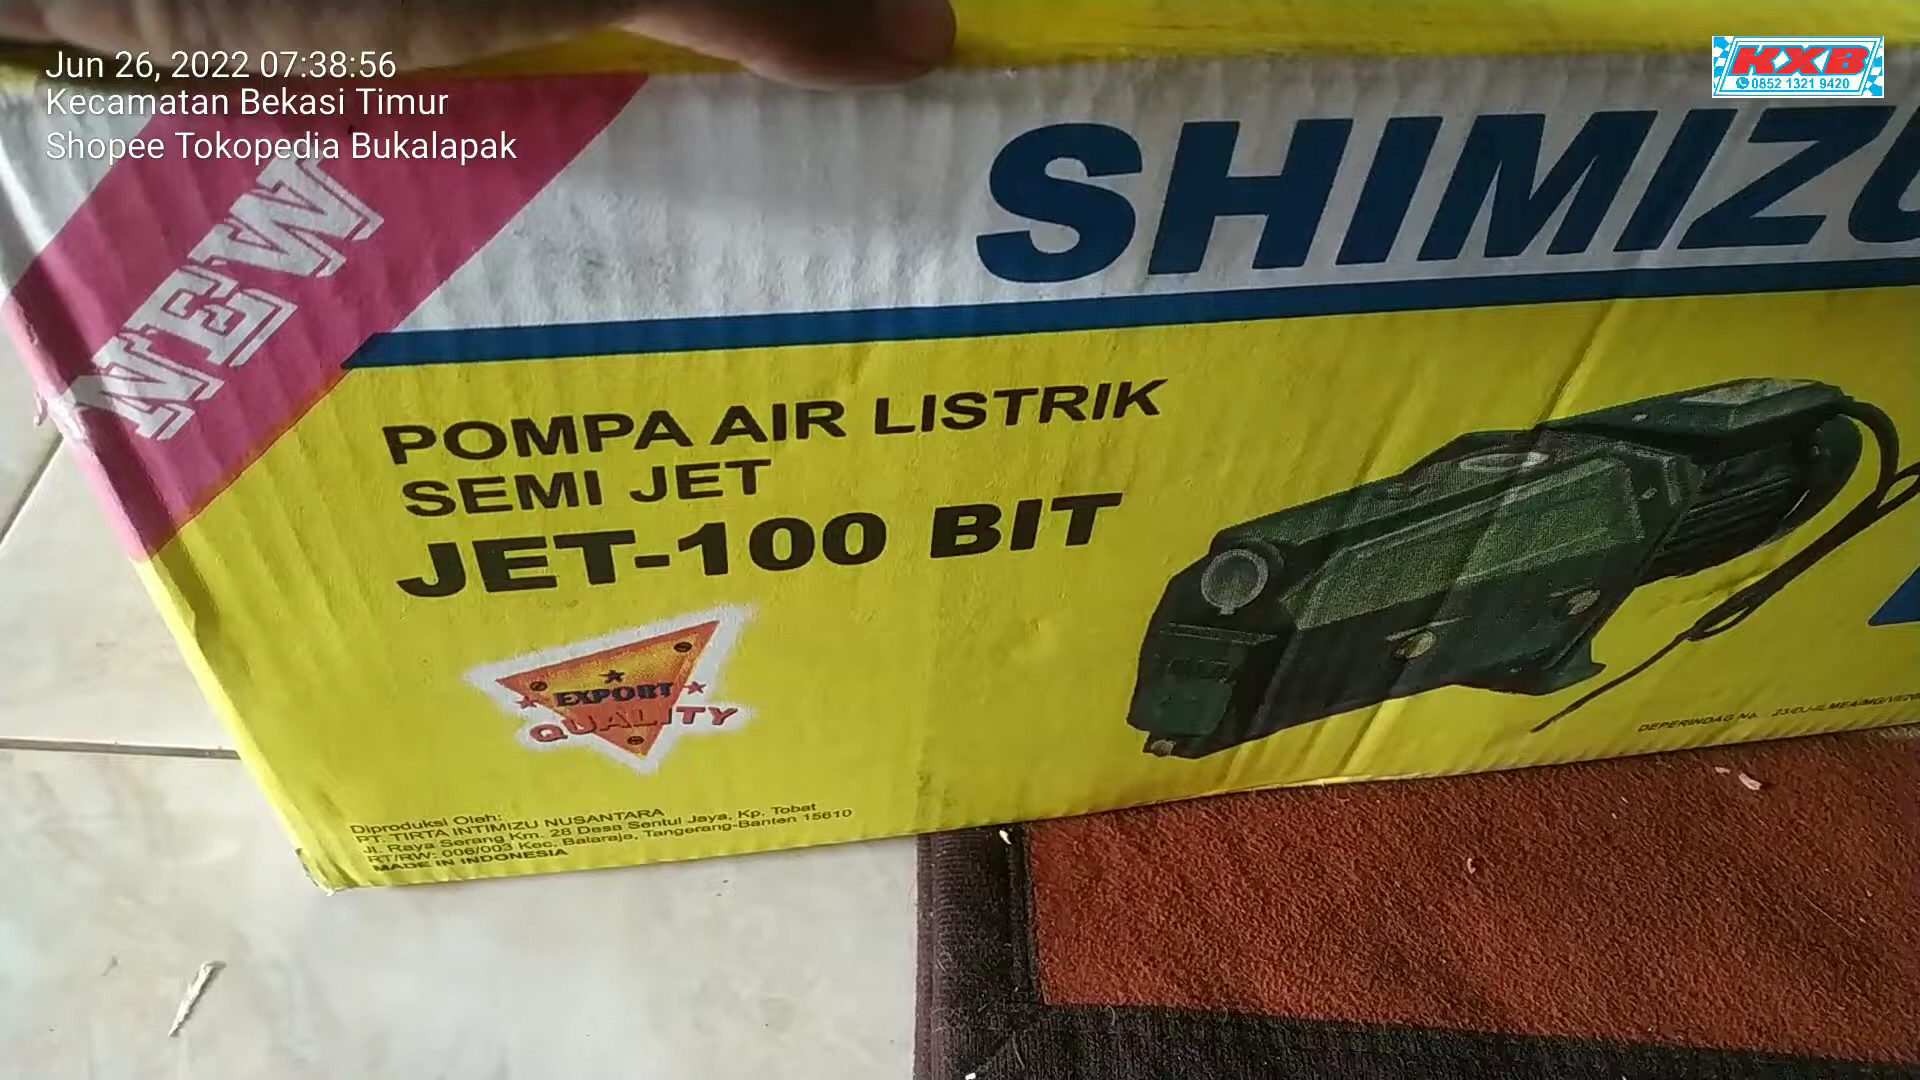 Jun 26, 2022 07:38:56
Kecamatan Bekasi Timur
Shopee Tokopedia Bukalapak
KXB
0852 1321 9420
NEW
SHIMIZU
POMPA AIR LISTRIK
SEMI JET
JET-100 BIT
EXPORT
QUALITY
Diproduksi Oleh:
PT. TIRTA INTIMIZU NUSANTARA
Jl. Raya Serang Km. 28 Desa Sentul Jaya, Kp. Tobat
RT/RW: 006/003 Kec. Balaraja, Tangerang-Banten 15610
MADE IN INDONESIA
DEPERINDAG No.